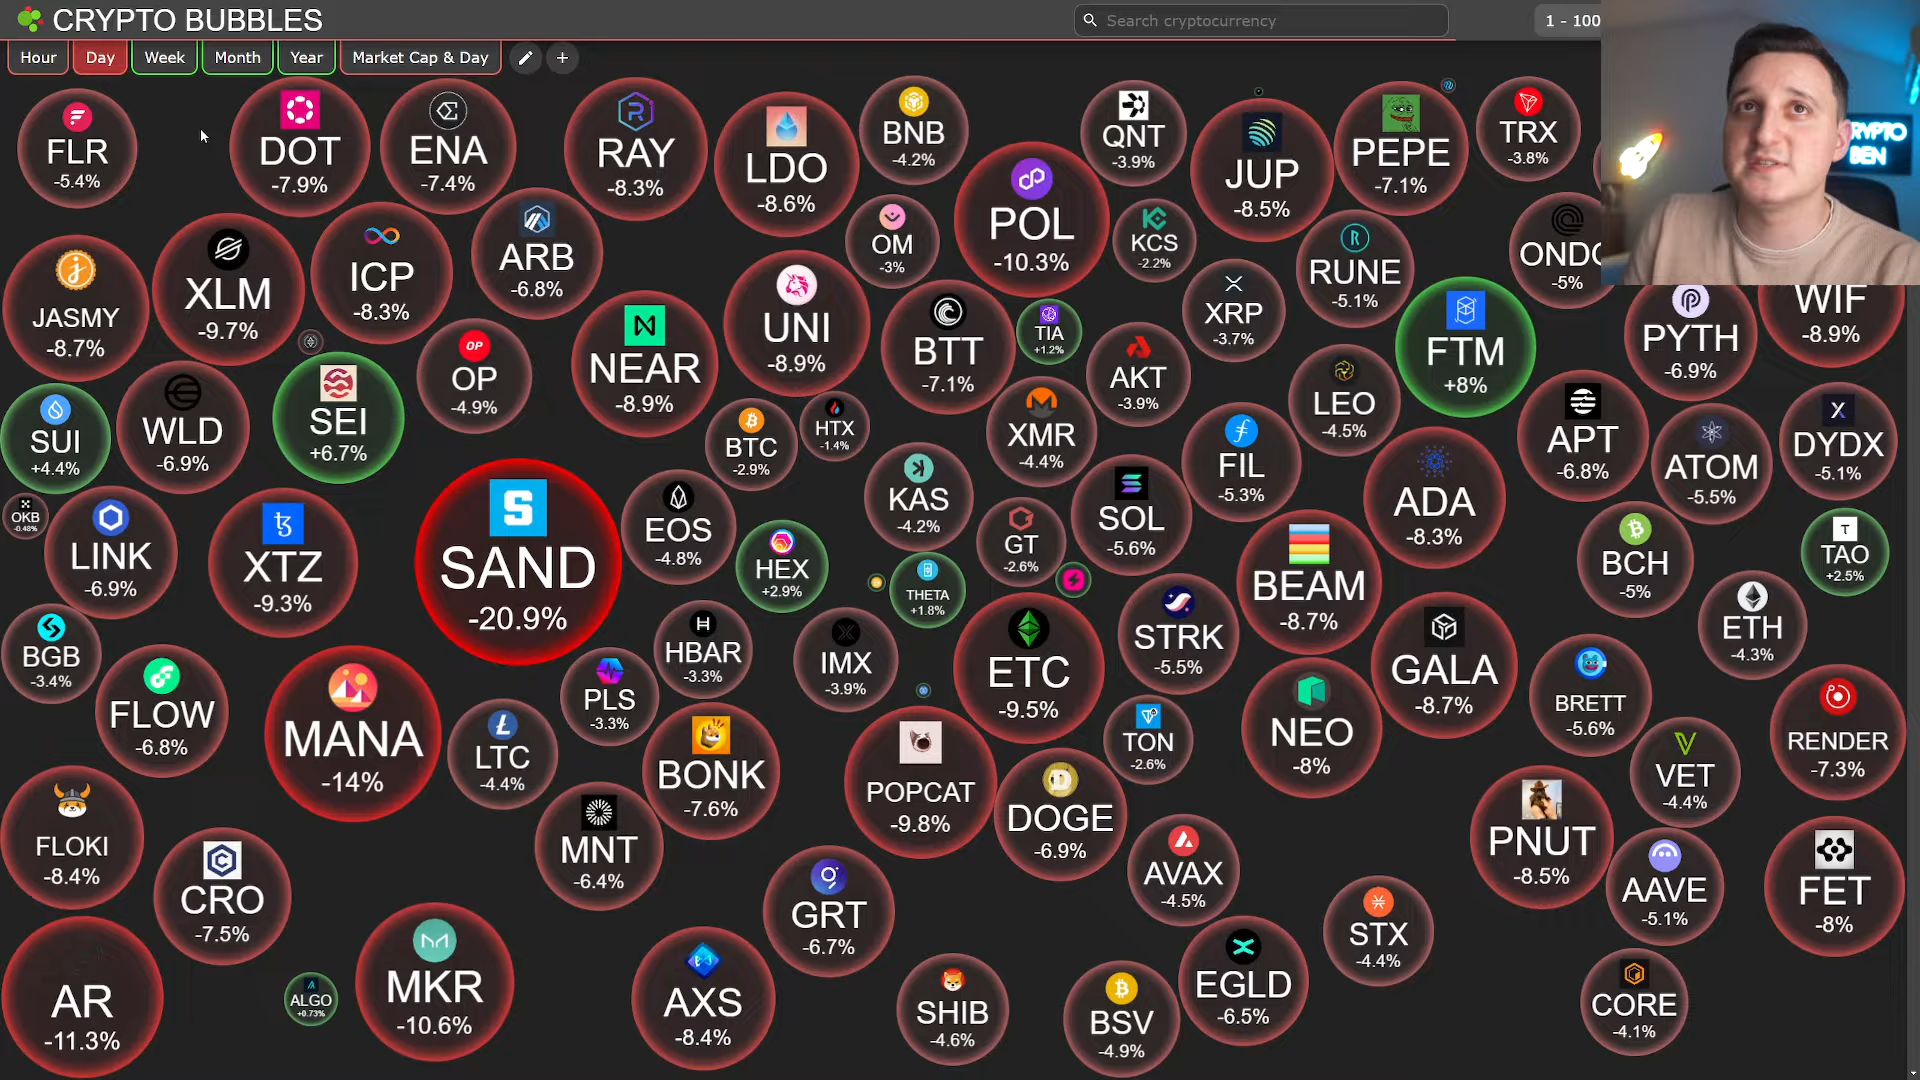 CRYPTO BUBBLES
Search cryptocurrency
1 - 100
Hour
Day
Week
Month
Year
Market Cap & Day
FLR
-5.4%
DOT
-7.9%
ENA
-7.4%
RAY
-8.3%
LDO
-8.6%
BNB
-4.2%
QNT
-3.9%
JUP
-8.5%
PEPE
-7.1%
TRX
-3.8%
CRYPTO
BEN
JASMY
-8.7%
XLM
-9.7%
ICP
-8.3%
ARB
-6.8%
OM
-3%
POL
-10.3%
KCS
-2.2%
RUNE
-5.1%
ONDO
-5%
UNI
-8.9%
XRP
-3.7%
FTM
+8%
PYTH
-6.9%
WIF
-8.9%
NEAR
-8.9%
BTT
-7.1%
TIA
+1.2%
AKT
-3.9%
SUI
+4.4%
WLD
-6.9%
SEI
+6.7%
OP
OP
-4.9%
BTC
-2.9%
HTX
-1.4%
XMR
-4.4%
LEO
-4.5%
APT
-6.8%
ATOM
-5.5%
DYDX
-5.1%
OKB
-0.48%
LINK
-6.9%
XTZ
-9.3%
SAND
-20.9%
EOS
-4.8%
KAS
-4.2%
GT
-2.6%
SOL
-5.6%
FIL
-5.3%
ADA
-8.3%
BCH
-5%
TAO
+2.5%
HEX
+2.9%
THETA
+1.8%
BEAM
-8.7%
BGB
-3.4%
FLOW
-6.8%
MANA
-14%
HBAR
-3.3%
IMX
-3.9%
ETC
-9.5%
STRK
-5.5%
GALA
-8.7%
ETH
-4.3%
PLS
-3.3%
LTC
-4.4%
BONK
-7.6%
TON
-2.6%
NEO
-8%
BRETT
-5.6%
VET
-4.4%
RENDER
-7.3%
FLOKI
-8.4%
CRO
-7.5%
MNT
-6.4%
POPCAT
-9.8%
DOGE
-6.9%
AVAX
-4.5%
PNUT
-8.5%
AAVE
-5.1%
FET
-8%
GRT
-6.7%
STX
-4.4%
AR
-11.3%
ALGO
+0.73%
MKR
-10.6%
AXS
-8.4%
SHIB
-4.6%
BSV
-4.9%
EGLD
-6.5%
CORE
-4.1%